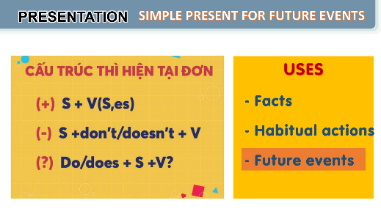 PRESENTATION SIMPLE PRESENT FOR FUTURE EVENTS
CẤU TRÚC THÌ HIỆN TẠI ĐƠN
(+) S + V(S,es)
(-) S +don't/doesn't + V
(?) Do/does + S +V?
USES
- Facts
- Habitual actions
- Future events